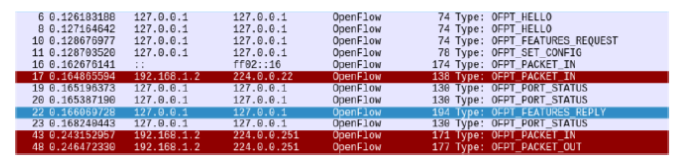 6 0.126103180 127.0.0.1 127.0.0.1 OpenFlow 74 Type: OFPT_HELLO
8 0.127164642 127.0.0.1 127.0.0.1 OpenFlow 74 Type: OFPT_HELLO
10 0.128676977 127.0.0.1 127.0.0.1 OpenFlow 74 Type: OFPT_FEATURES_REQUEST
11 0.128703520 127.0.0.1 127.0.0.1 OpenFlow 78 Type: OFPT_SET_CONFIG
16 0.162676141 :: ff02::16 OpenFlow 174 Type: OFPT_PACKET_IN
17 0.164865594 192.168.1.2 224.0.0.22 OpenFlow 138 Type: OFPT_PACKET_IN
19 0.165196373 127.0.0.1 127.0.0.1 OpenFlow 130 Type: OFPT_PORT_STATUS
20 0.165387190 127.0.0.1 127.0.0.1 OpenFlow 130 Type: OFPT_PORT_STATUS
22 0.166069728 127.0.0.1 127.0.0.1 OpenFlow 194 Type: OFPT_FEATURES_REPLY
23 0.168240443 127.0.0.1 127.0.0.1 OpenFlow 130 Type: OFPT_PORT_STATUS
43 0.243152957 192.168.1.2 224.0.0.251 OpenFlow 171 Type: OFPT_PACKET_IN
48 0.246472330 192.168.1.2 224.0.0.251 OpenFlow 177 Type: OFPT_PACKET_OUT